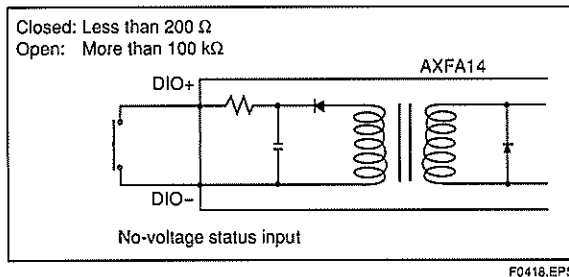 Closed: Less than 200 Ω
Open: More than 100 kΩ
AXFA14
DIO+
DIO−
No-voltage status input
F0418.EPS